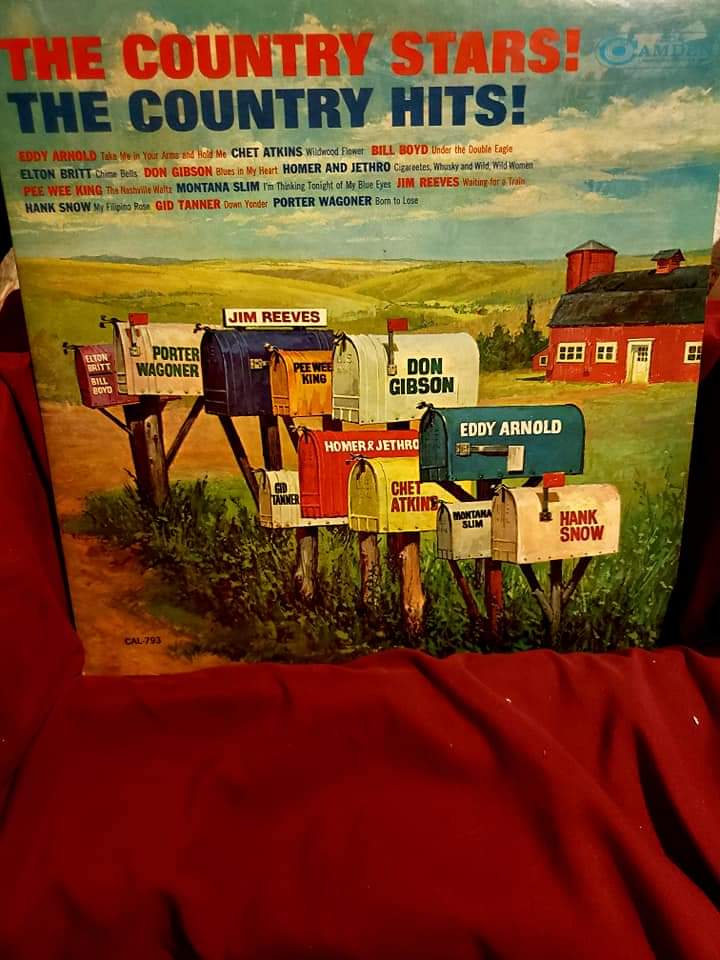 THE COUNTRY STARS!
CAMDEN
THE COUNTRY HITS!
EDDY ARNOLD Take Me in Your Arms and Hold Me CHET ATKINS Wildwood Flower BILL BOYD Under the Double Eagle
ELTON BRITT Chime Bells DON GIBSON Blues in My Heart HOMER AND JETHRO Cigareetes, Whusky and Wild, Wild Women
PEE WEE KING The Nashville Waltz MONTANA SLIM I'm Thinking Tonight of My Blue Eyes JIM REEVES Waiting for a Train
HANK SNOW My Filipino Rose GID TANNER Down Yonder PORTER WAGONER Born to Lose
JIM REEVES
ELTON
BRITT
BILL
BOYD
PORTER
WAGONER
PEE WEE
KING
DON
GIBSON
EDDY ARNOLD
HOMER & JETHRO
GID
TANNER
CHET
ATKINS
MONTANA
SLIM
HANK
SNOW
CAL-793